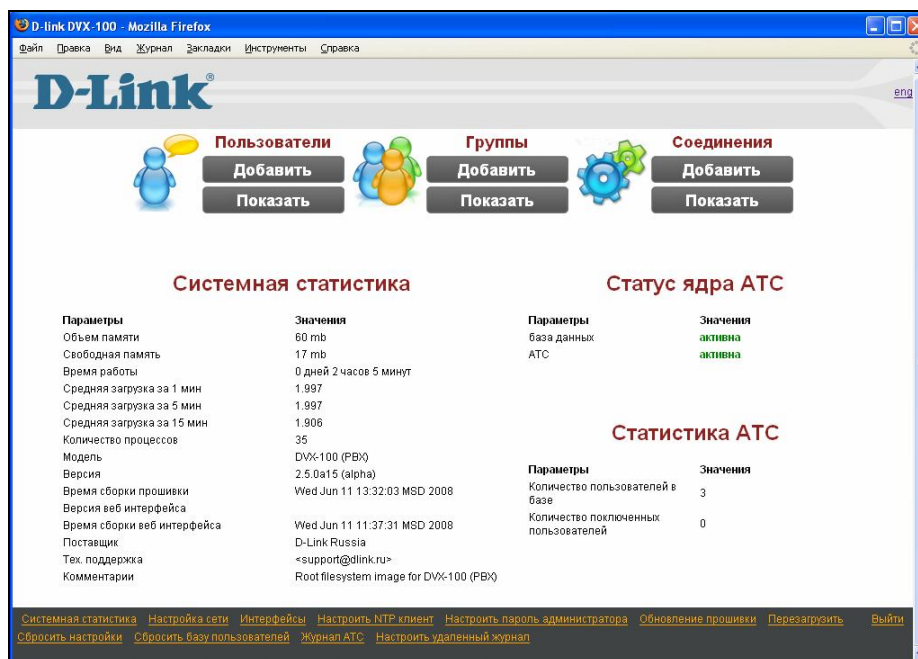 D-link DVX-100 - Mozilla Firefox
Файл Правка Вид Журнал Закладки Инструменты Справка
D-Link®
eng
Пользователи Группы Соединения
Добавить Добавить Добавить
Показать Показать Показать
Системная статистика
Параметры Значения
Объем памяти 60 mb
Свободная память 17 mb
Время работы 0 дней 2 часов 5 минут
Средняя загрузка за 1 мин 1.997
Средняя загрузка за 5 мин 1.997
Средняя загрузка за 15 мин 1.906
Количество процессов 35
Модель DVX-100 (PBX)
Версия 2.5.0a15 (alpha)
Время сборки прошивки Wed Jun 11 13:32:03 MSD 2008
Версия веб интерфейса
Время сборки веб интерфейса Wed Jun 11 11:37:31 MSD 2008
Поставщик D-Link Russia
Тех. поддержка <support@dlink.ru>
Комментарии Root filesystem image for DVX-100 (PBX)
Статус ядра АТС
Параметры Значения
база данных активна
АТС активна
Статистика АТС
Параметры Значения
Количество пользователей в
базе 3
Количество поключенных
пользователей 0
Системная статистика Настройка сети Интерфейсы Настроить NTP клиент Настроить пароль администратора Обновление прошивки Перезагрузить Выйти
Сбросить настройки Сбросить базу пользователей Журнал АТС Настроить удаленный журнал